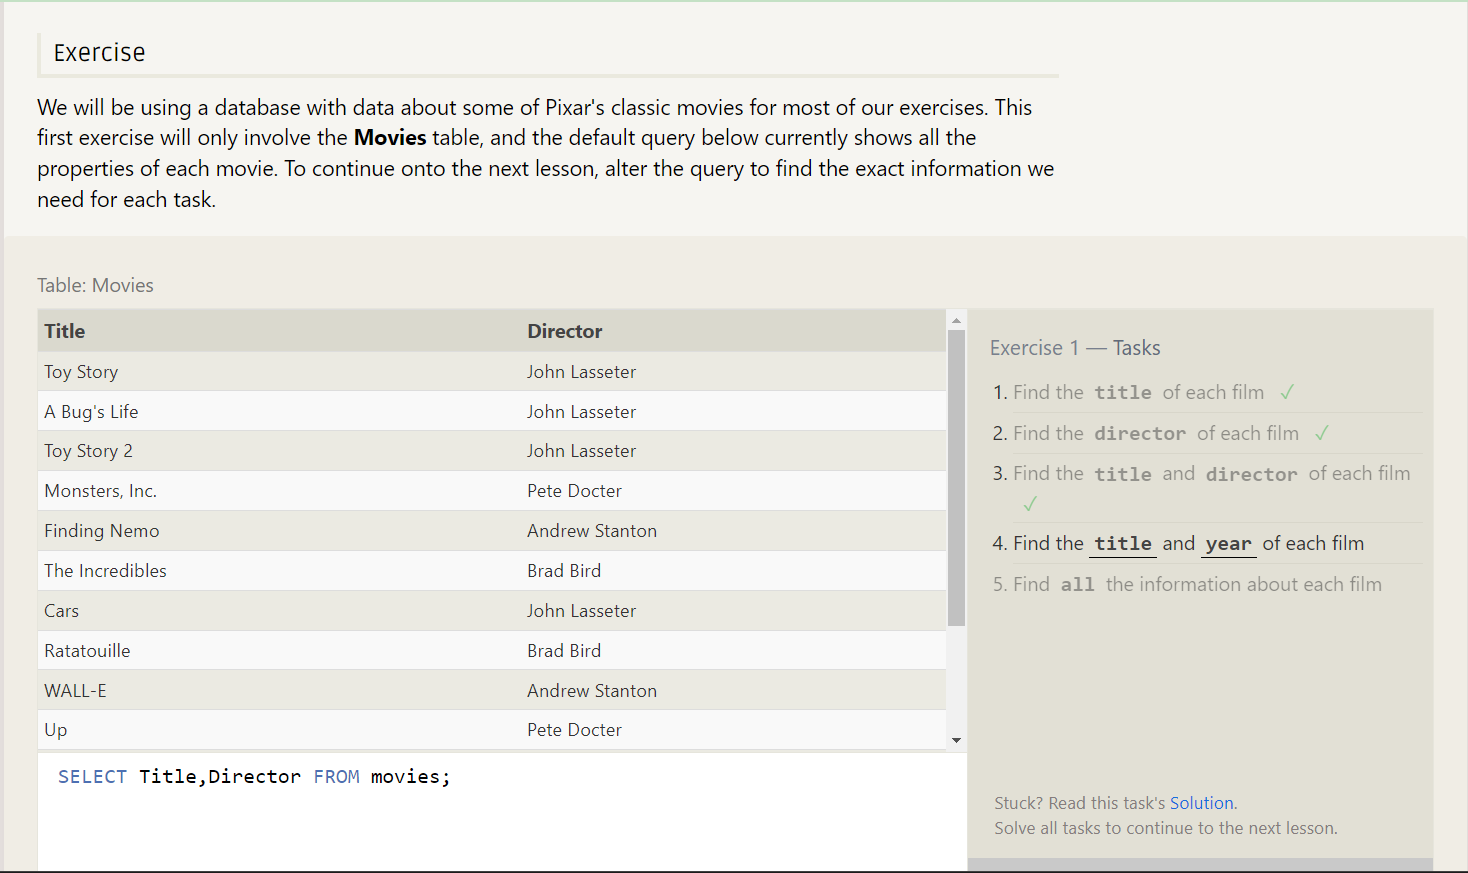 Exercise
We will be using a database with data about some of Pixar's classic movies for most of our exercises. This
first exercise will only involve the Movies table, and the default query below currently shows all the
properties of each movie. To continue onto the next lesson, alter the query to find the exact information we
need for each task.
Table: Movies
Title Director
Toy Story John Lasseter
A Bug's Life John Lasseter
Toy Story 2 John Lasseter
Monsters, Inc. Pete Docter
Finding Nemo Andrew Stanton
The Incredibles Brad Bird
Cars John Lasseter
Ratatouille Brad Bird
WALL-E Andrew Stanton
Up Pete Docter
SELECT Title,Director FROM movies;
Exercise 1 — Tasks
1. Find the title of each film ✓
2. Find the director of each film ✓
3. Find the title and director of each film
✓
4. Find the title and year of each film
5. Find all the information about each film
Stuck? Read this task's Solution.
Solve all tasks to continue to the next lesson.